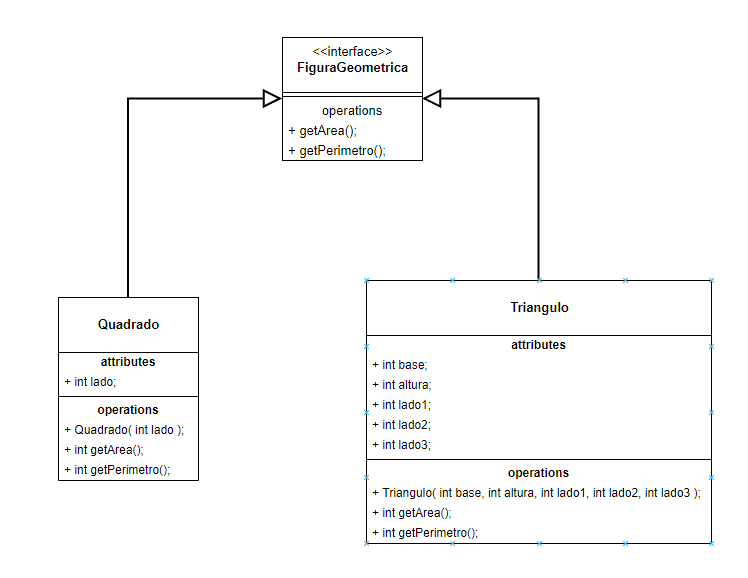 <<interface>>
FiguraGeometrica
operations
+ getArea();
+ getPerimetro();
Quadrado
attributes
+ int lado;
operations
+ Quadrado( int lado );
+ int getArea();
+ int getPerimetro();
Triangulo
attributes
+ int base;
+ int altura;
+ int lado1;
+ int lado2;
+ int lado3;
operations
+ Triangulo( int base, int altura, int lado1, int lado2, int lado3 );
+ int getArea();
+ int getPerimetro();